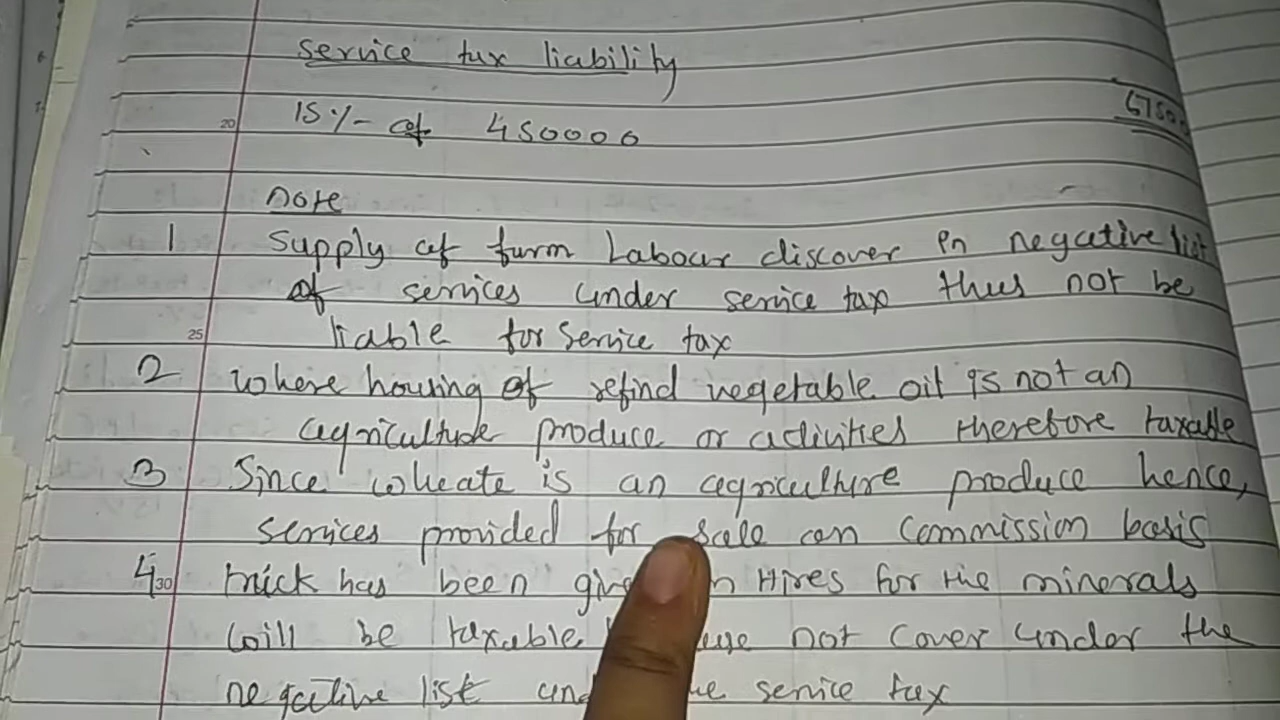 service tax liability
15% of 450000 67500
20
note
1 Supply of farm Labour discover in negative list
of services under service tax thus not be
25 liable for service tax
2 where housing of refind vegetable oil is not an
agriculture produce or activities therefore taxable
3 Since wheate is an agriculture produce hence,
services provided for sale on commission basis
4 30 truck has been Hires for the minerals
will be taxable not cover under the
negative list service tax